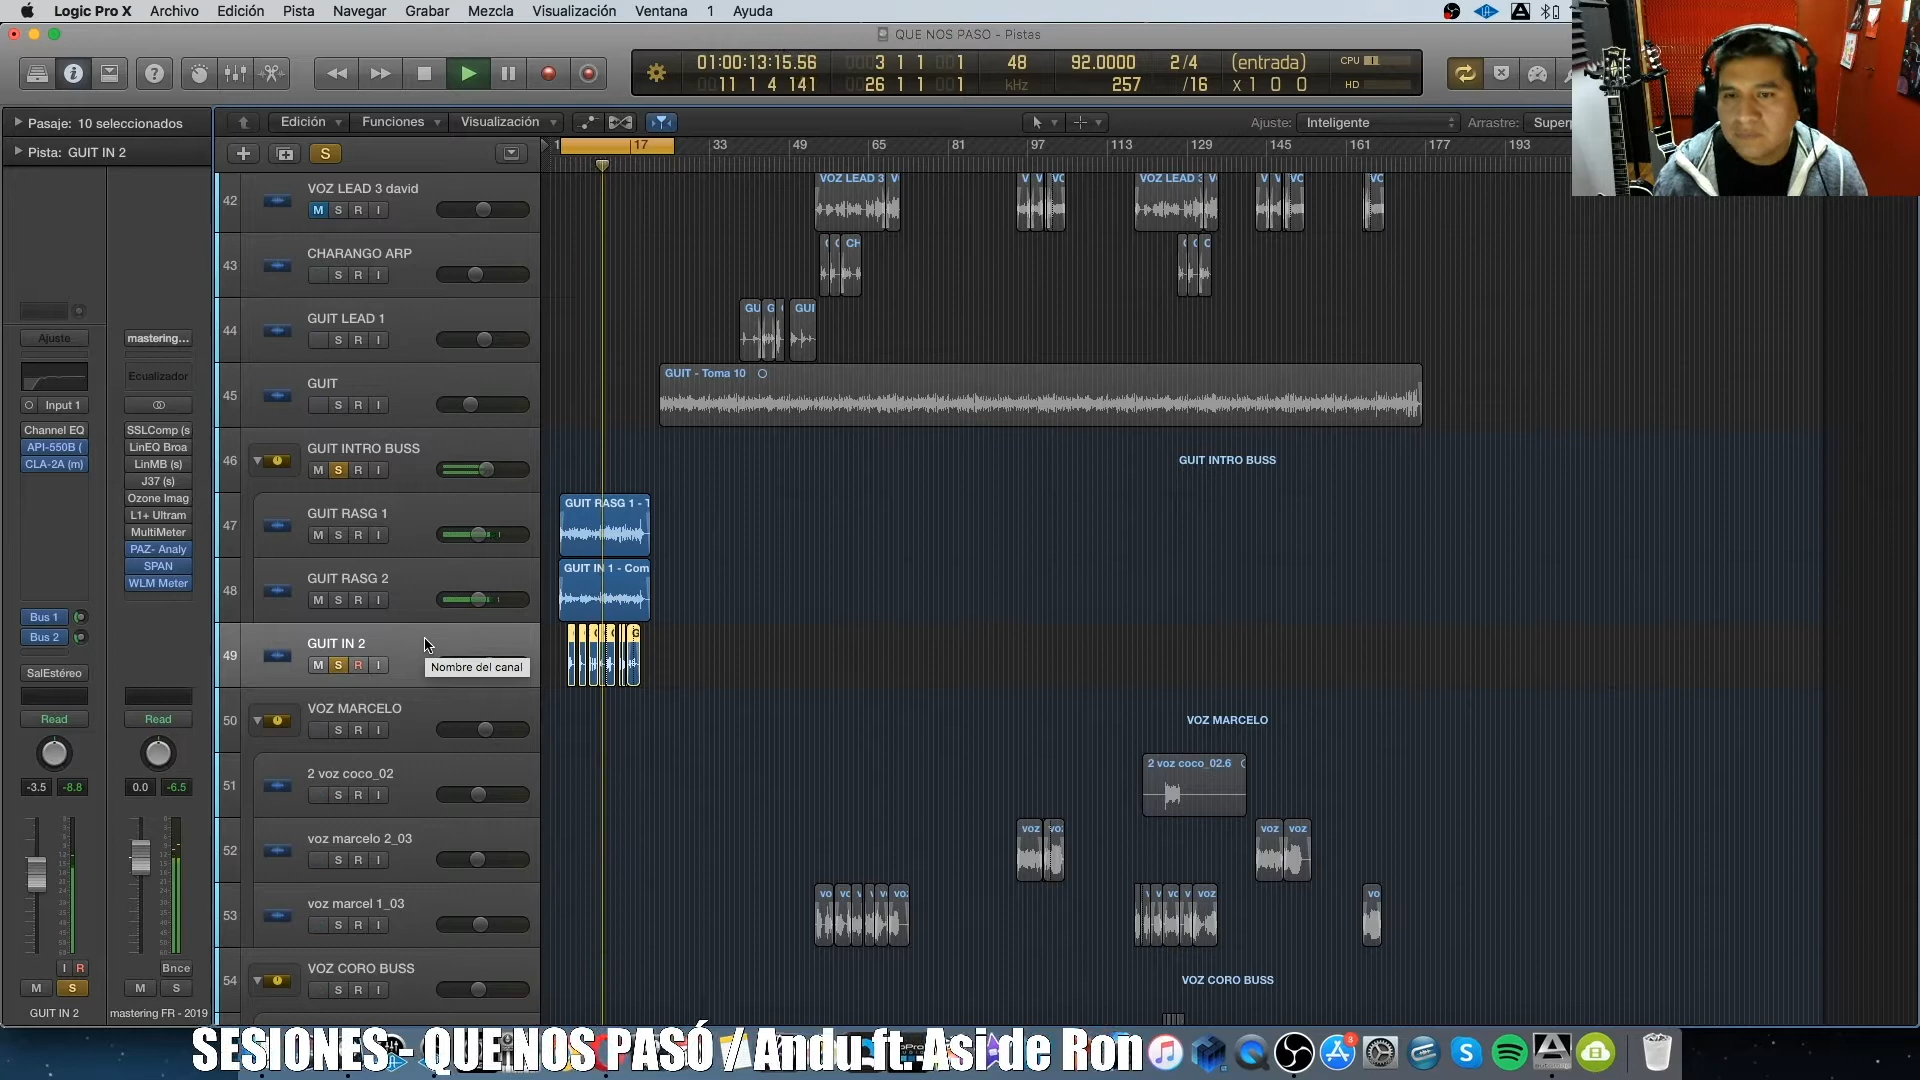 Logic Pro X Archivo Edición Pista Navegar Grabar Mezcla Visualización Ventana 1 Ayuda
QUE NOS PASO - Pistas
01:00:13:15.56 3 1 1 1 48 92.0000 2/4 (entrada) CPU
11 1 4 141 26 1 1 1 kHz 257 /16 x 1 0 0 HD
Pasaje: 10 seleccionados
Edición Funciones Visualización Ajuste: Inteligente Arrastre:
Pista: GUIT IN 2
S
1 17 33 49 65 81 97 113 129 145 161 177 193
42 VOZ LEAD 3 david
M S R I
VOZ LEAD 3
43 CHARANGO ARP
S R I
44 GUIT LEAD 1
S R I
45 GUIT
S R I
GUIT - Toma 10
46 GUIT INTRO BUSS
M S R I
GUIT INTRO BUSS
47 GUIT RASG 1
M S R I
GUIT RASG 1 -
48 GUIT RASG 2
M S R I
GUIT IN 1 - Com
49 GUIT IN 2
M S R I
Nombre del canal
50 VOZ MARCELO
S R I
VOZ MARCELO
51 2 voz coco_02
S R I
2 voz coco_02.6
52 voz marcelo 2_03
S R I
voz voz voz
53 voz marcel 1_03
S R I
54 VOZ CORO BUSS
S R I
VOZ CORO BUSS
Ajuste mastering...
Ecualizador
Input 1
Channel EQ SSLComp (s
API-550B ( LinEQ Broa
CLA-2A (m) LinMB (s)
J37 (s)
Ozone Imag
L1+ Ultram
MultiMeter
PAZ- Analy
SPAN
WLM Meter
Bus 1
Bus 2
SalEstéreo
Read Read
-3.5 -8.8 0.0 -6.5
I R Bnce
M S M S
GUIT IN 2 mastering FR - 2019
SESIONES - QUE NOS PASÓ / Andu ft. Asi de Ron